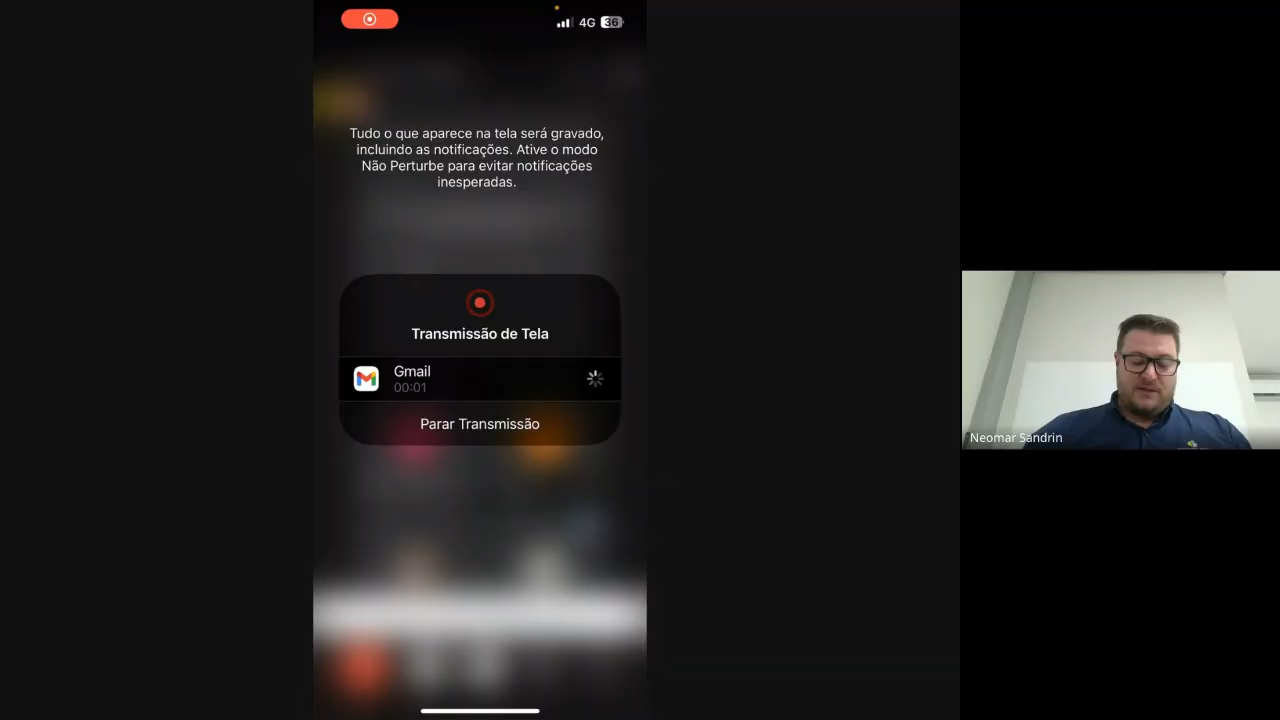 4G 36
Tudo o que aparece na tela será gravado,
incluindo as notificações. Ative o modo
Não Perturbe para evitar notificações
inesperadas.
Transmissão de Tela
Gmail
00:01
Parar Transmissão
Neomar Sandrin